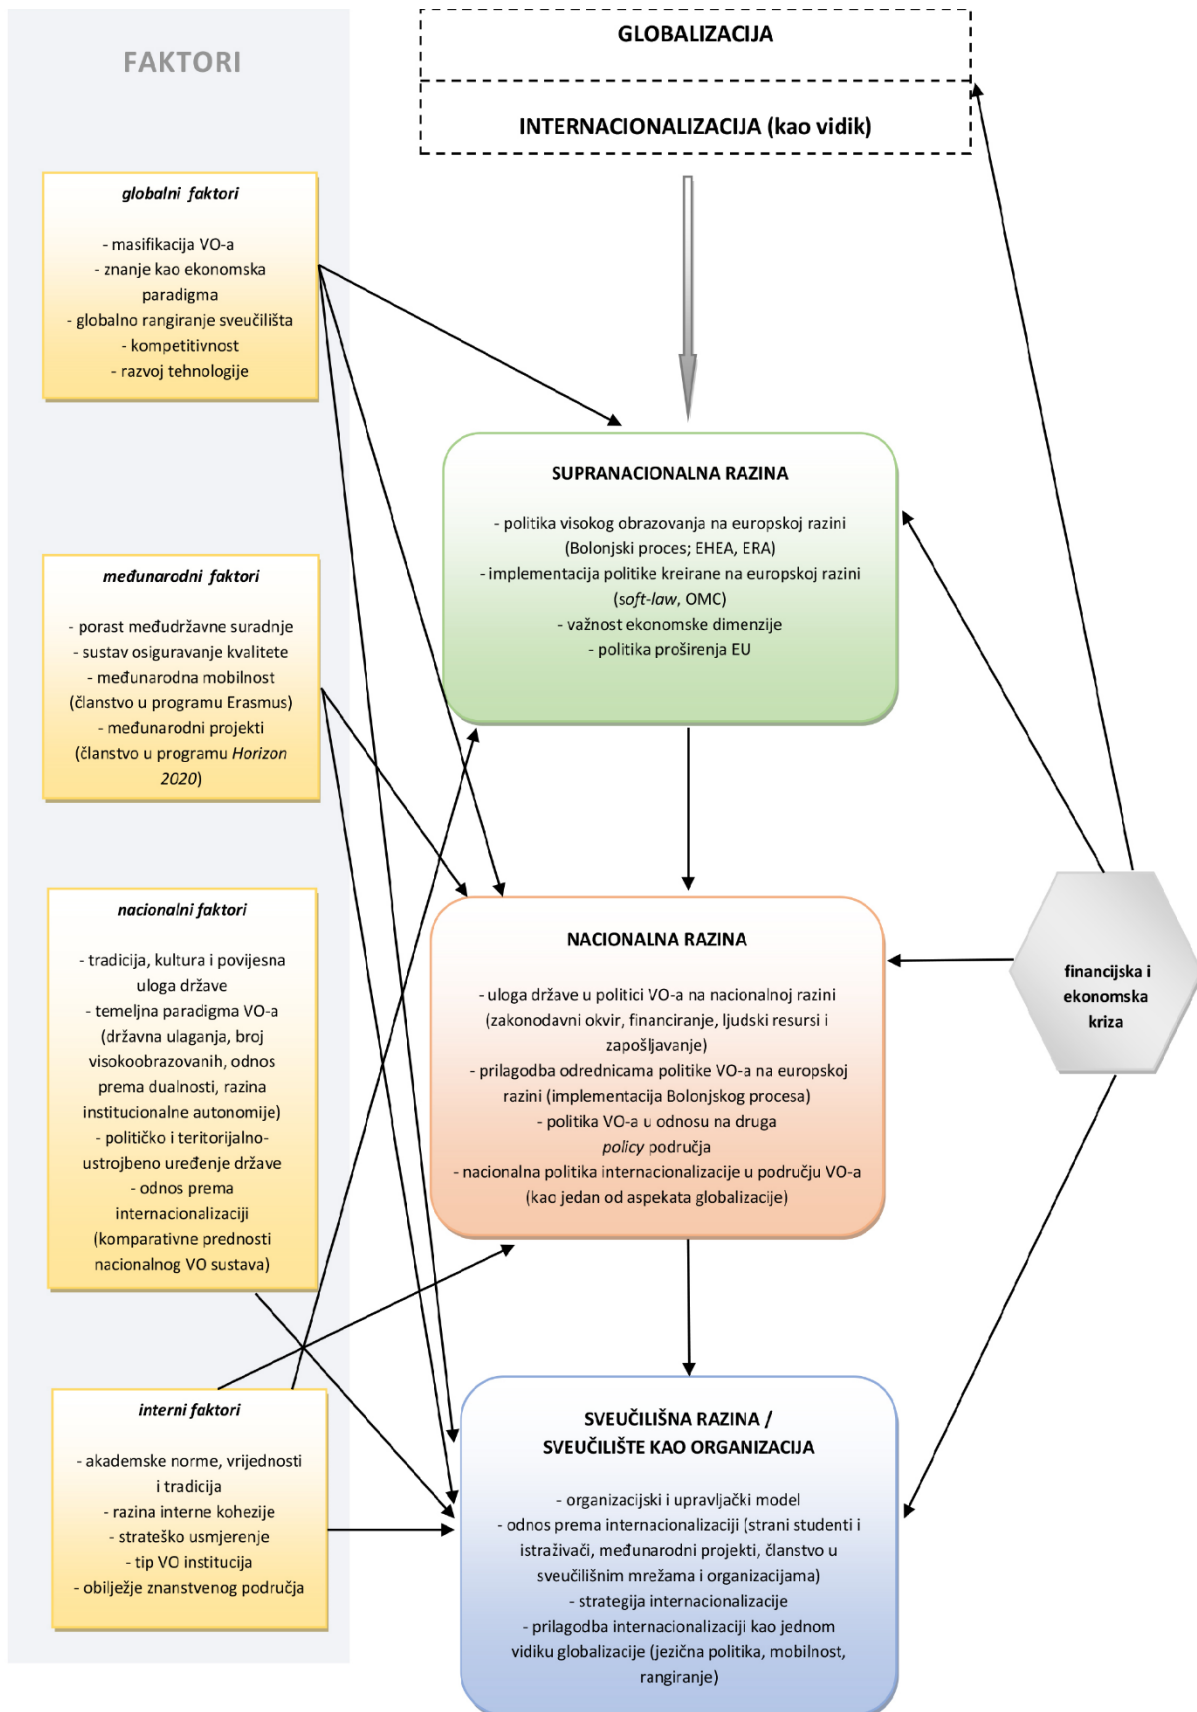 FAKTORI
GLOBALIZACIJA
INTERNACIONALIZACIJA (kao vidik)
globalni faktori
- masifikacija VO-a
- znanje kao ekonomska
paradigma
- globalno rangiranje sveučilišta
- kompetitivnost
- razvoj tehnologije
međunarodni faktori
- porast međudržavne suradnje
- sustav osiguravanje kvalitete
- međunarodna mobilnost
(članstvo u programu Erasmus)
- međunarodni projekti
(članstvo u programu Horizon
2020)
nacionalni faktori
- tradicija, kultura i povijesna
uloga države
- temeljna paradigma VO-a
(državna ulaganja, broj
visokoobrazovanih, odnos
prema dualnosti, razina
institucionalne autonomije)
- političko i teritorijalno-
ustrojbeno uređenje države
- odnos prema
internacionalizaciji
(komparativne prednosti
nacionalnog VO sustava)
interni faktori
- akademske norme, vrijednosti
i tradicija
- razina interne kohezije
- strateško usmjerenje
- tip VO institucija
- obilježje znanstvenog područja
SUPRANACIONALNA RAZINA
- politika visokog obrazovanja na europskoj razini
(Bolonjski proces; EHEA, ERA)
- implementacija politike kreirane na europskoj razini
(soft-law, OMC)
- važnost ekonomske dimenzije
- politika proširenja EU
NACIONALNA RAZINA
- uloga države u politici VO-a na nacionalnoj razini
(zakonodavni okvir, financiranje, ljudski resursi i
zapošljavanje)
- prilagodba odrednicama politike VO-a na europskoj
razini (implementacija Bolonjskog procesa)
- politika VO-a u odnosu na druga
policy područja
- nacionalna politika internacionalizacije u području VO-a
(kao jedan od aspekata globalizacije)
SVEUČILIŠNA RAZINA /
SVEUČILIŠTE KAO ORGANIZACIJA
- organizacijski i upravljački model
- odnos prema internacionalizaciji (strani studenti i
istraživači, međunarodni projekti, članstvo u
sveučilišnim mrežama i organizacijama)
- strategija internacionalizacije
- prilagodba internacionalizaciji kao jednom
vidiku globalizacije (jezična politika, mobilnost,
rangiranje)
financijska i
ekonomska
kriza